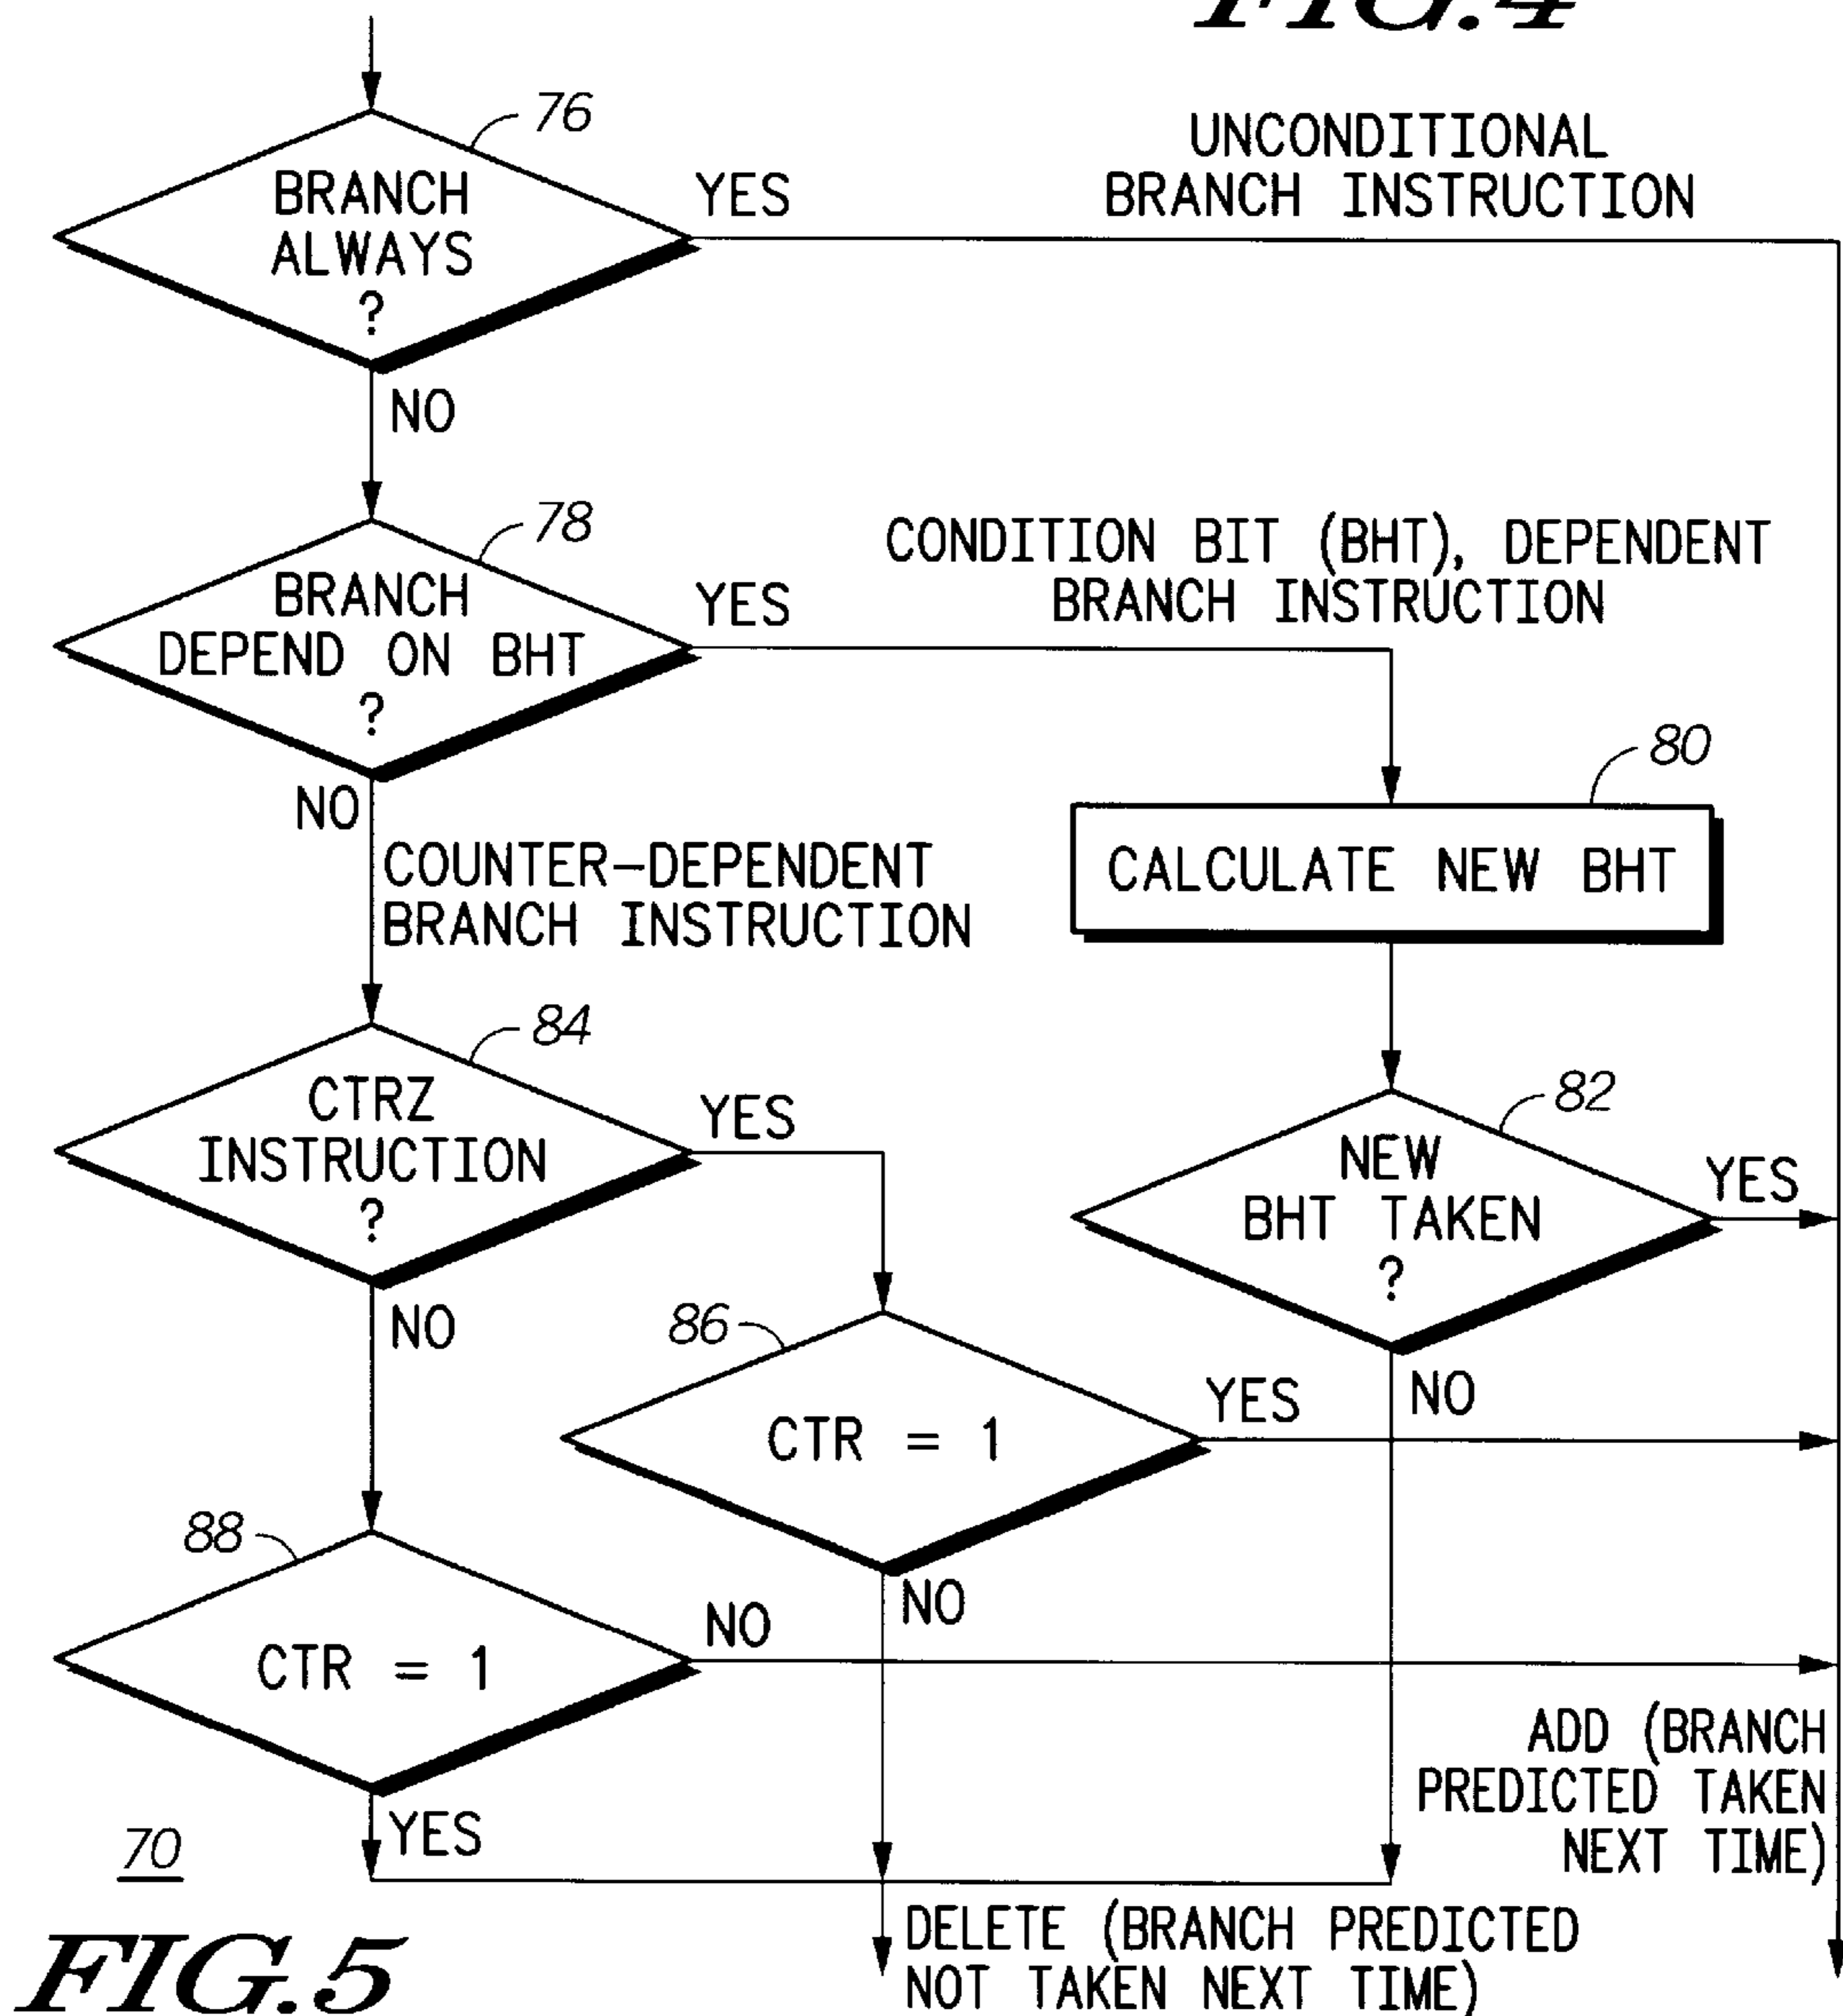 FIG.4
76
BRANCH
ALWAYS
?
YES
UNCONDITIONAL
BRANCH INSTRUCTION
NO
78
BRANCH
DEPEND ON BHT
?
YES
CONDITION BIT (BHT), DEPENDENT
BRANCH INSTRUCTION
NO
80
CALCULATE NEW BHT
COUNTER-DEPENDENT
BRANCH INSTRUCTION
84
CTRZ
INSTRUCTION
?
YES
82
NEW
BHT TAKEN
?
YES
NO
NO
86
CTR = 1
YES
NO
88
CTR = 1
NO
YES
ADD (BRANCH
PREDICTED TAKEN
NEXT TIME)
70
DELETE (BRANCH PREDICTED
NOT TAKEN NEXT TIME)
FIG.5